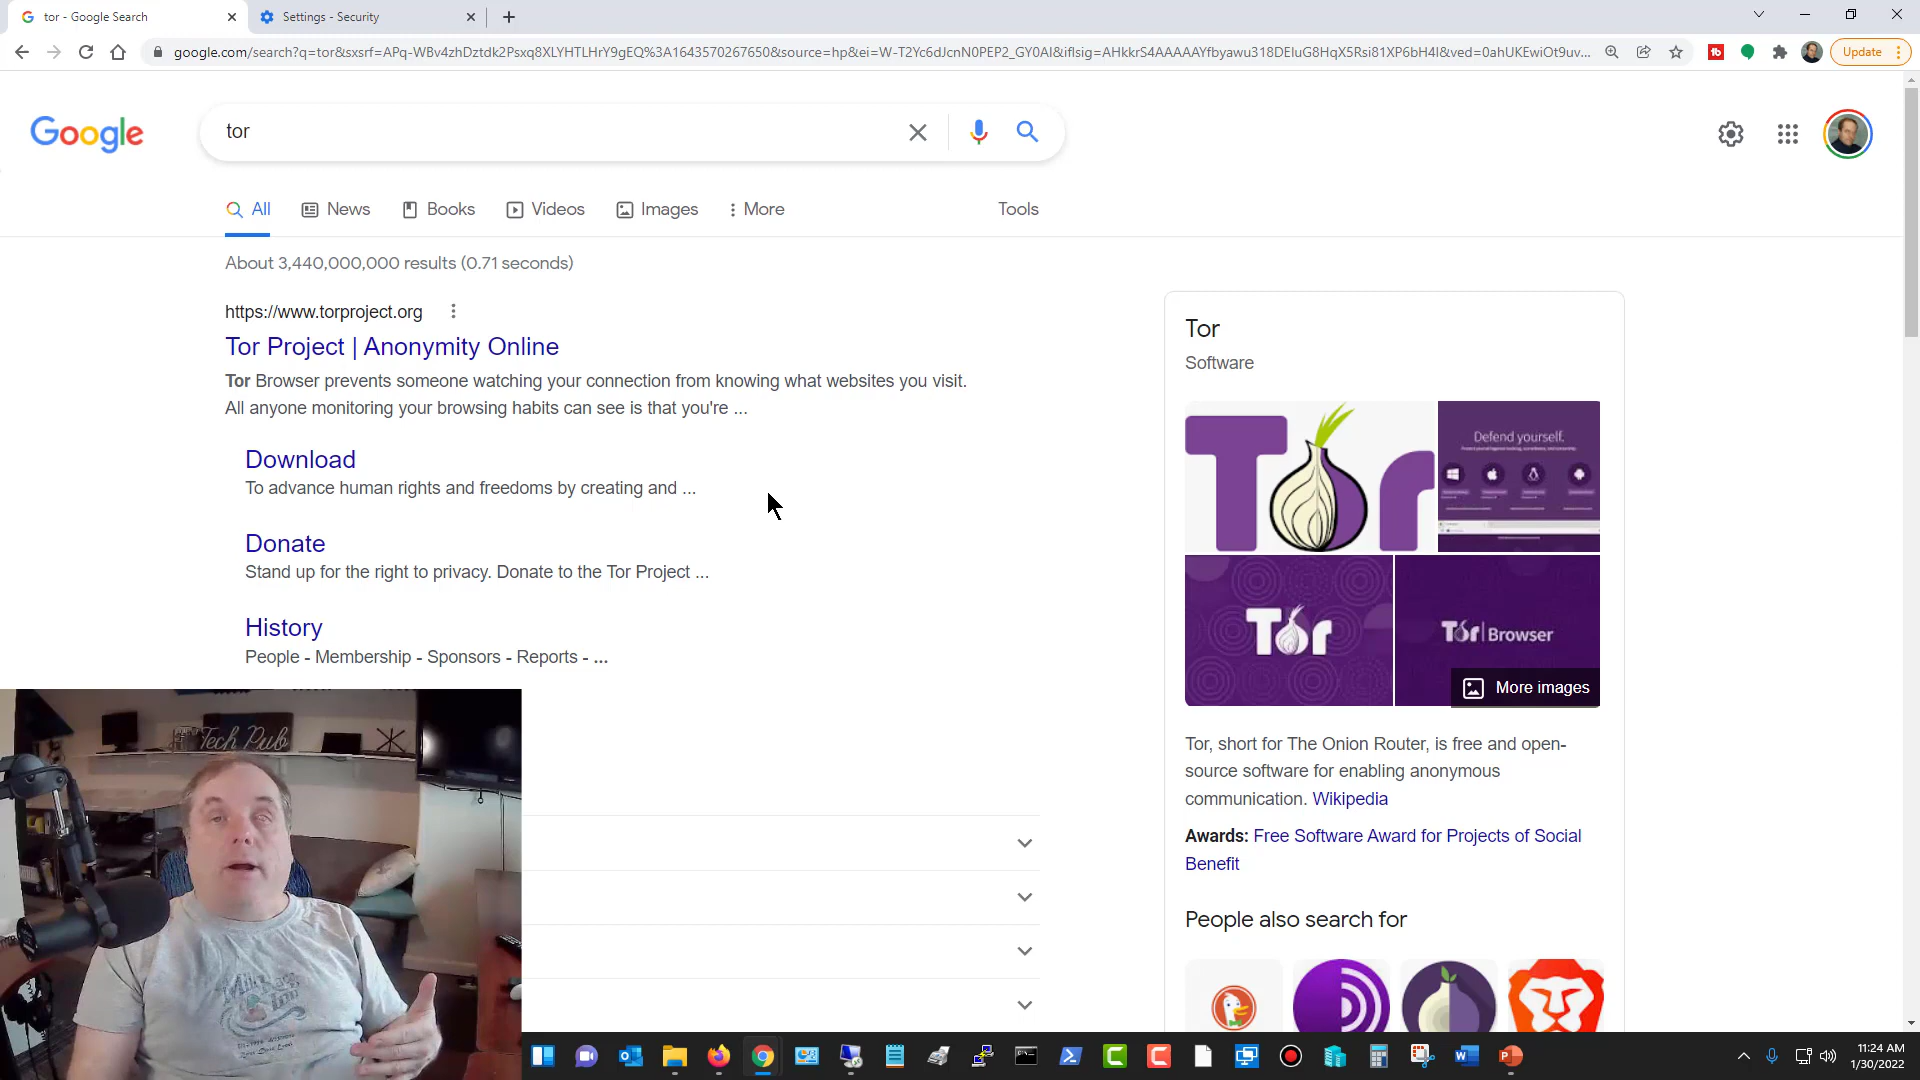 tor - Google Search
Settings - Security
google.com/search?q=tor&sxsrf=APq-WBv4zhDztdk2Psxq8XLYHTLHrY9gEQ%3A1643570267650&source=hp&ei=W-T2Yc6dJcnN0PEP2_GY0AI&iflsig=AHkkrS4AAAAAYfbyawu318DEIuG8HqX5Rsi81XP6bH4I&ved=0ahUKEwiOt9uv...
Update
Google
tor
All
News
Books
Videos
Images
More
Tools
About 3,440,000,000 results (0.71 seconds)
https://www.torproject.org
Tor Project | Anonymity Online
Tor Browser prevents someone watching your connection from knowing what websites you visit.
All anyone monitoring your browsing habits can see is that you're ...
Download
To advance human rights and freedoms by creating and ...
Donate
Stand up for the right to privacy. Donate to the Tor Project ...
History
People - Membership - Sponsors - Reports - ...
Tor
Software
Tor
Defend yourself.
Tor
Tor Browser
More images
Tor, short for The Onion Router, is free and open-
source software for enabling anonymous
communication. Wikipedia
Awards: Free Software Award for Projects of Social
Benefit
People also search for
Tech Pub
11:24 AM
1/30/2022